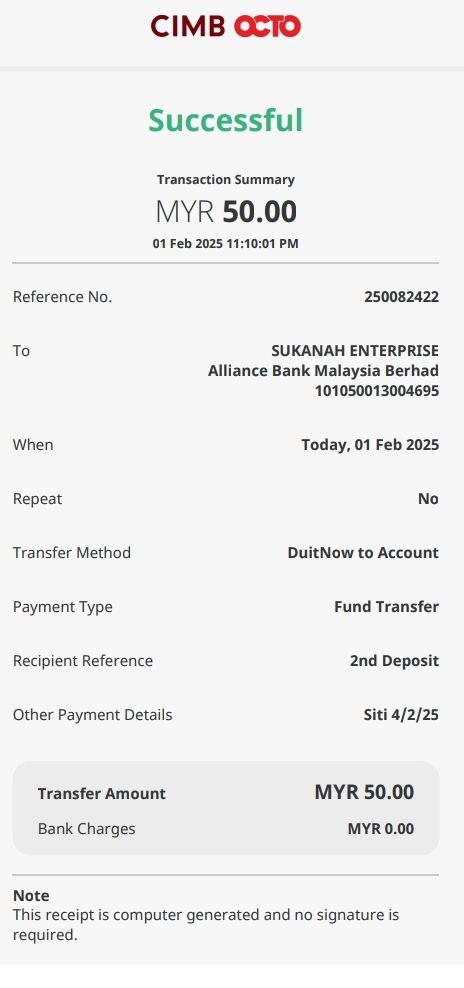 CIMB OCTO
Successful
Transaction Summary
MYR 50.00
01 Feb 2025 11:10:01 PM
Reference No. 250082422
To SUKANAH ENTERPRISE
Alliance Bank Malaysia Berhad
101050013004695
When Today, 01 Feb 2025
Repeat No
Transfer Method DuitNow to Account
Payment Type Fund Transfer
Recipient Reference 2nd Deposit
Other Payment Details Siti 4/2/25
Transfer Amount MYR 50.00
Bank Charges MYR 0.00
Note
This receipt is computer generated and no signature is
required.